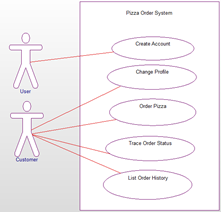 Pizza Order System
Create Account
Change Profile
User
Order Pizza
Customer
Trace Order Status
List Order History